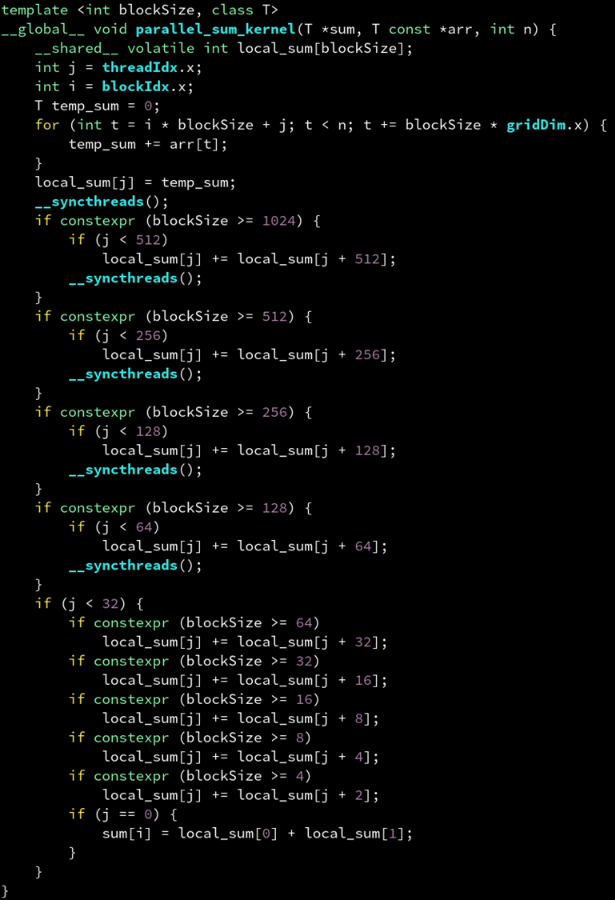 template <int blockSize, class T>
__global__ void parallel_sum_kernel(T *sum, T const *arr, int n) {
    __shared__ volatile int local_sum[blockSize];
    int j = threadIdx.x;
    int i = blockIdx.x;
    T temp_sum = 0;
    for (int t = i * blockSize + j; t < n; t += blockSize * gridDim.x) {
        temp_sum += arr[t];
    }
    local_sum[j] = temp_sum;
    __syncthreads();
    if constexpr (blockSize >= 1024) {
        if (j < 512)
            local_sum[j] += local_sum[j + 512];
        __syncthreads();
    }
    if constexpr (blockSize >= 512) {
        if (j < 256)
            local_sum[j] += local_sum[j + 256];
        __syncthreads();
    }
    if constexpr (blockSize >= 256) {
        if (j < 128)
            local_sum[j] += local_sum[j + 128];
        __syncthreads();
    }
    if constexpr (blockSize >= 128) {
        if (j < 64)
            local_sum[j] += local_sum[j + 64];
        __syncthreads();
    }
    if (j < 32) {
        if constexpr (blockSize >= 64)
            local_sum[j] += local_sum[j + 32];
        if constexpr (blockSize >= 32)
            local_sum[j] += local_sum[j + 16];
        if constexpr (blockSize >= 16)
            local_sum[j] += local_sum[j + 8];
        if constexpr (blockSize >= 8)
            local_sum[j] += local_sum[j + 4];
        if constexpr (blockSize >= 4)
            local_sum[j] += local_sum[j + 2];
        if (j == 0) {
            sum[i] = local_sum[0] + local_sum[1];
        }
    }
}